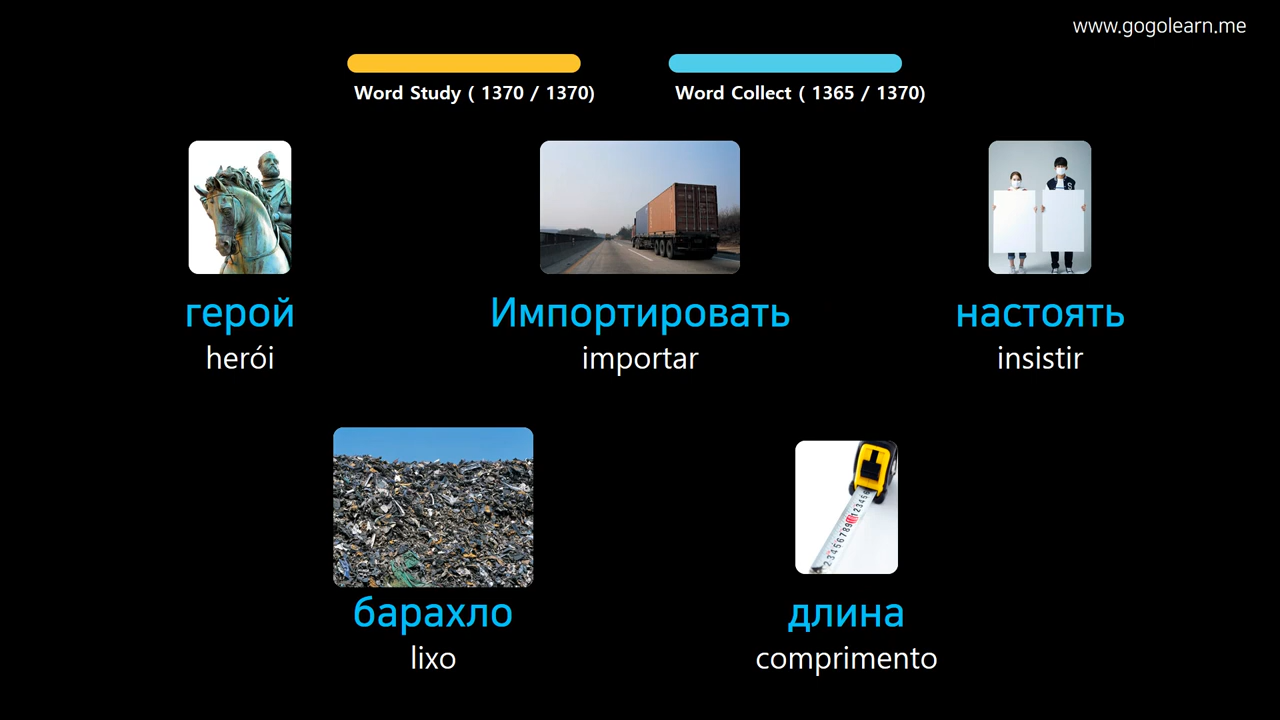 www.gogolearn.me
Word Study ( 1370 / 1370)
Word Collect ( 1365 / 1370)
герой
herói
Импортировать
importar
настоять
insistir
барахло
lixo
длина
comprimento